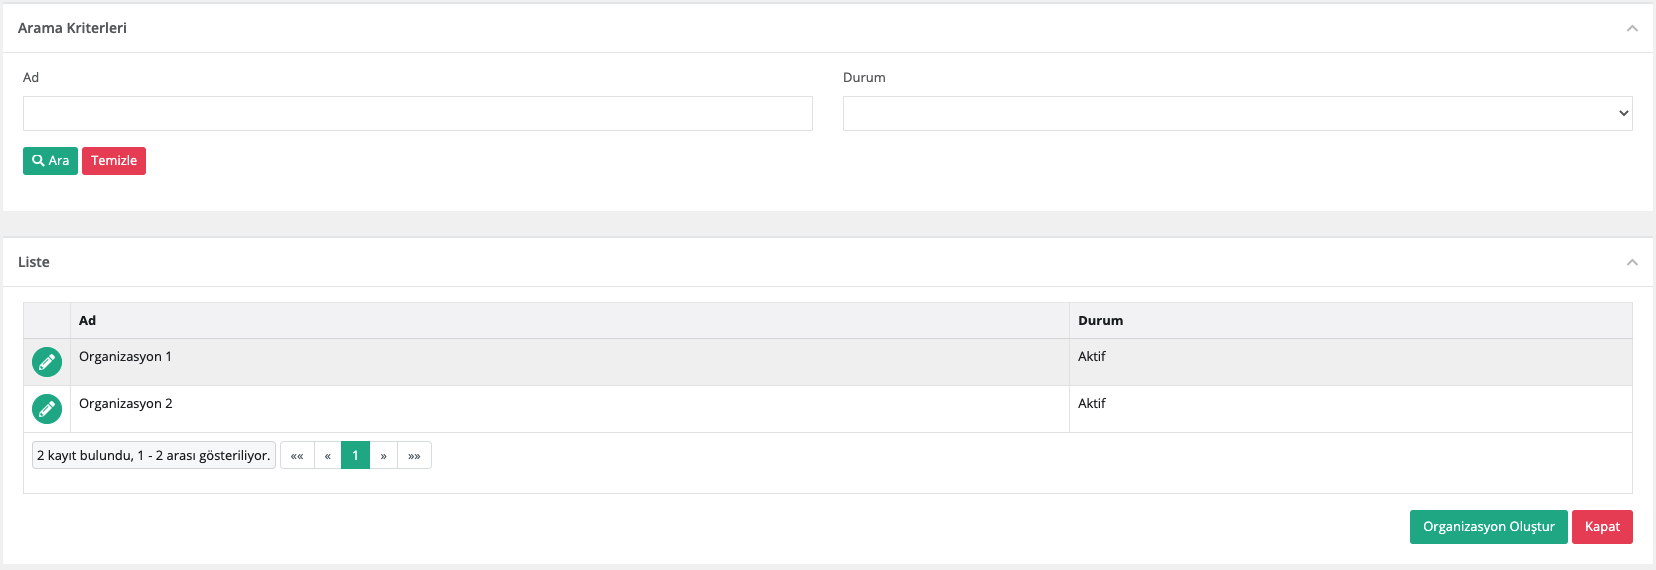 Arama Kriterleri
Ad Durum
Ara Temizle
Liste
Ad Durum
Organizasyon 1 Aktif
Organizasyon 2 Aktif
2 kayıt bulundu, 1 - 2 arası gösteriliyor. «« « 1 » »»
Organizasyon Oluştur Kapat